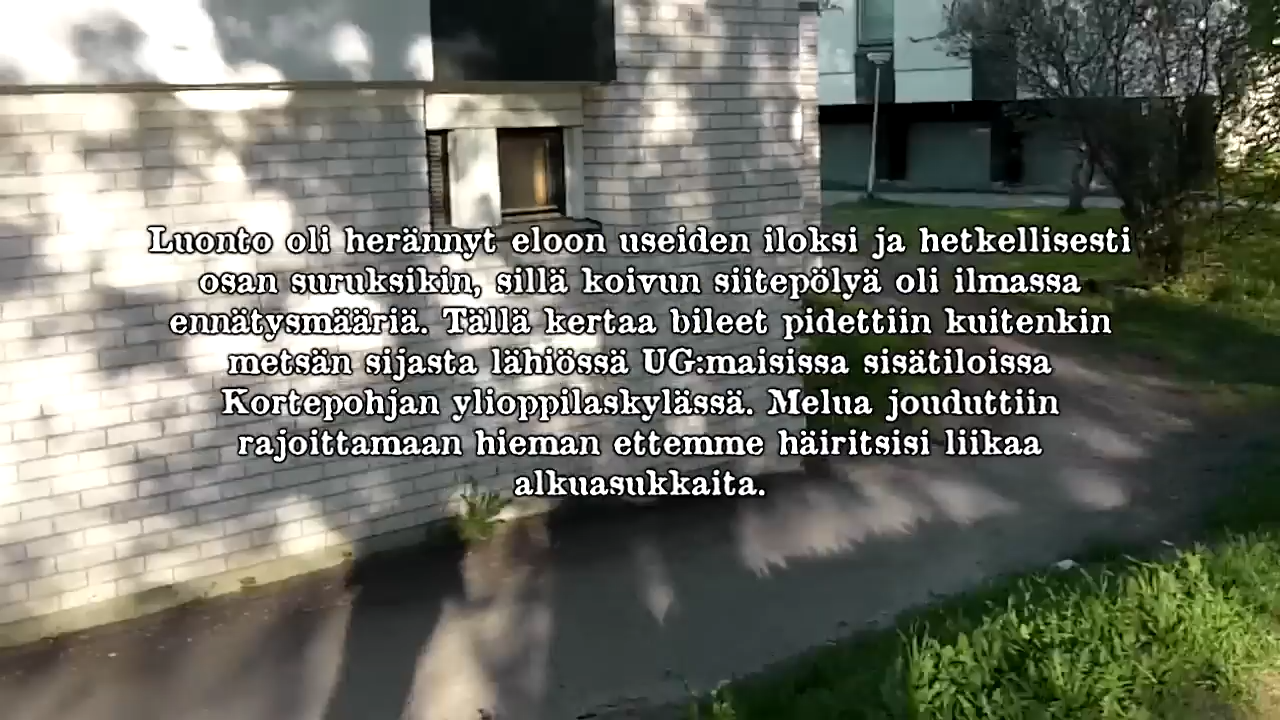 Luonto oli herännyt eloon useiden iloksi ja hetkellisesti
osan suruksikin, sillä koivun siitepölyä oli ilmassa
ennätysmääriä. Tällä kertaa bileet pidettiin kuitenkin
metsän sijasta lähiössä UG:maisissa sisätiloissa
Kortepohjan ylioppilaskylässä. Melua jouduttiin
rajoittamaan hieman ettemme häiritsisi liikaa
alkuasukkaita.